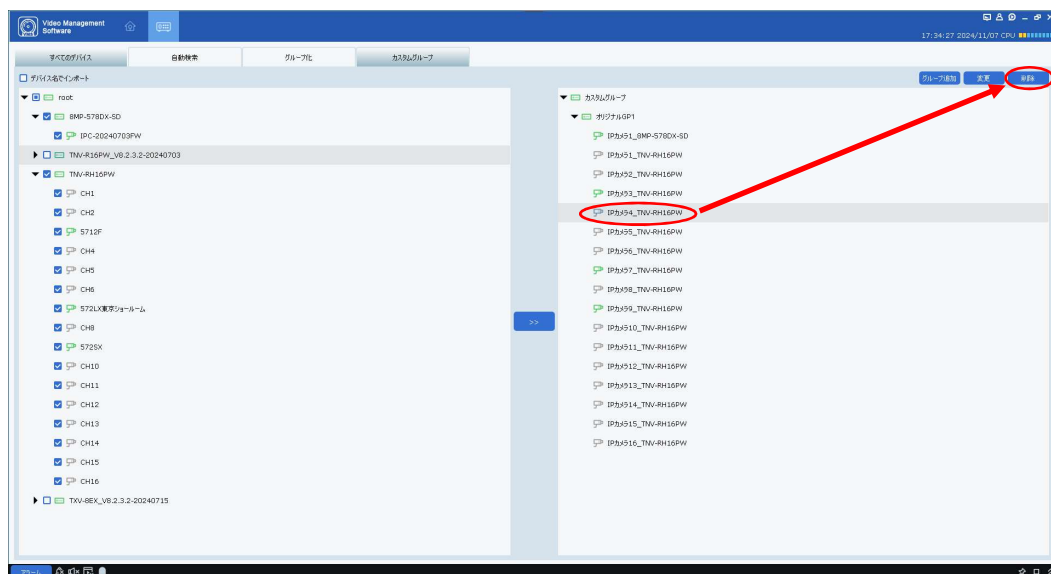 Video Management
Software
17:34:27 2024/11/07 CPU
すべてのデバイス
自動検索
グループ化
カスタムグループ
デバイス名でインポート
グループ追加
変更
削除
root
8MP-578DX-SD
IPC-20240703FW
TNV-R16PW_V8.2.3.2-20240703
TNV-RH16PW
CH1
CH2
5712F
CH4
CH5
CH6
572LX東京ショールーム
CH8
572SX
CH10
CH11
CH12
CH13
CH14
CH15
CH16
TXV-8EX_V8.2.3.2-20240715
>>
カスタムグループ
オリジナルGP1
IPカメラ1_8MP-578DX-SD
IPカメラ1_TNV-RH16PW
IPカメラ2_TNV-RH16PW
IPカメラ3_TNV-RH16PW
IPカメラ4_TNV-RH16PW
IPカメラ5_TNV-RH16PW
IPカメラ6_TNV-RH16PW
IPカメラ7_TNV-RH16PW
IPカメラ8_TNV-RH16PW
IPカメラ9_TNV-RH16PW
IPカメラ10_TNV-RH16PW
IPカメラ11_TNV-RH16PW
IPカメラ12_TNV-RH16PW
IPカメラ13_TNV-RH16PW
IPカメラ14_TNV-RH16PW
IPカメラ15_TNV-RH16PW
IPカメラ16_TNV-RH16PW
アラート